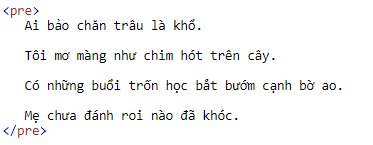 <pre>
Ai bảo chăn trâu là khổ.
Tôi mơ màng như chim hót trên cây.
Có những buổi trốn học bắt bướm cạnh bờ ao.
Mẹ chưa đánh roi nào đã khóc.
</pre>